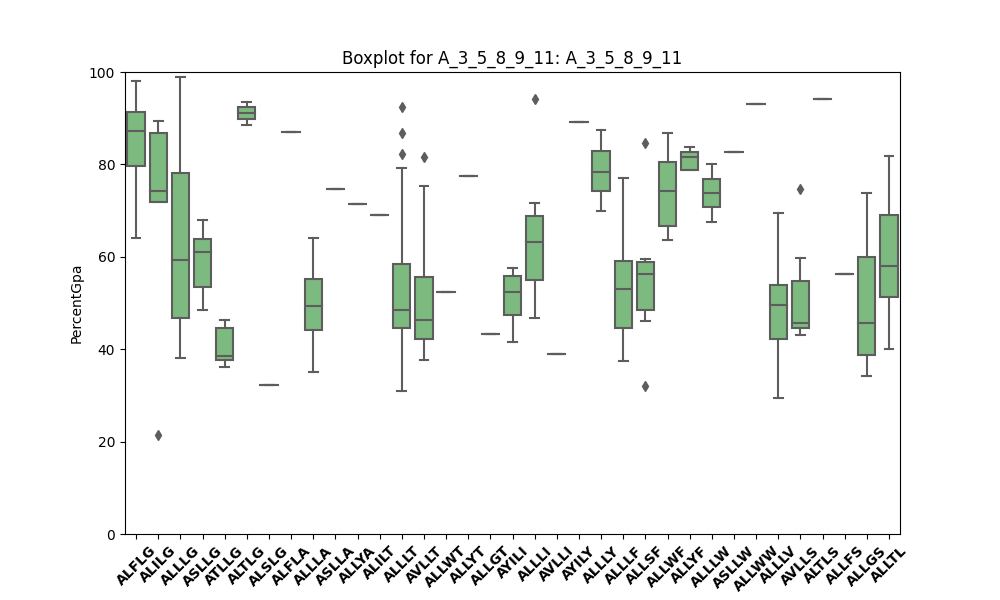 Boxplot for A_3_5_8_9_11: A_3_5_8_9_11
PercentGpa
100
80
60
40
20
0
ALFLG
ALILG
ALLLG
ASLLG
ATLLG
ALTLG
ALSLG
ALFLA
ALLLA
ASLLA
ALLYA
ALILT
ALLLT
AVLLT
ALLWT
ALLYT
ALLGT
AYILI
ALLLI
AVLLI
AYILY
ALLLY
ALLLF
ALLSF
ALLWF
ALLYF
ALLLW
ASLLW
ALLWW
ALLLV
AVLLS
ALTLS
ALLFS
ALLGS
ALLTL